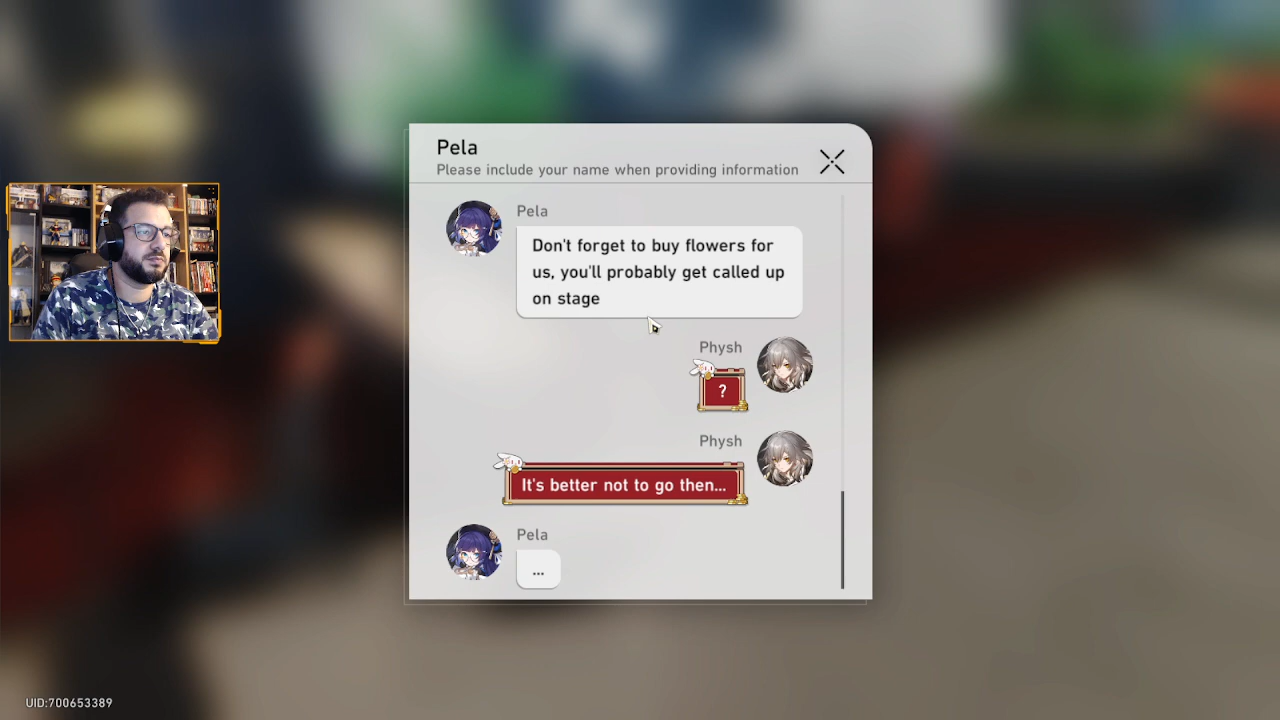 Pela
Please include your name when providing information
Pela
Don't forget to buy flowers for
us, you'll probably get called up
on stage
Physh
?
Physh
It's better not to go then...
Pela
...
UID:700653389